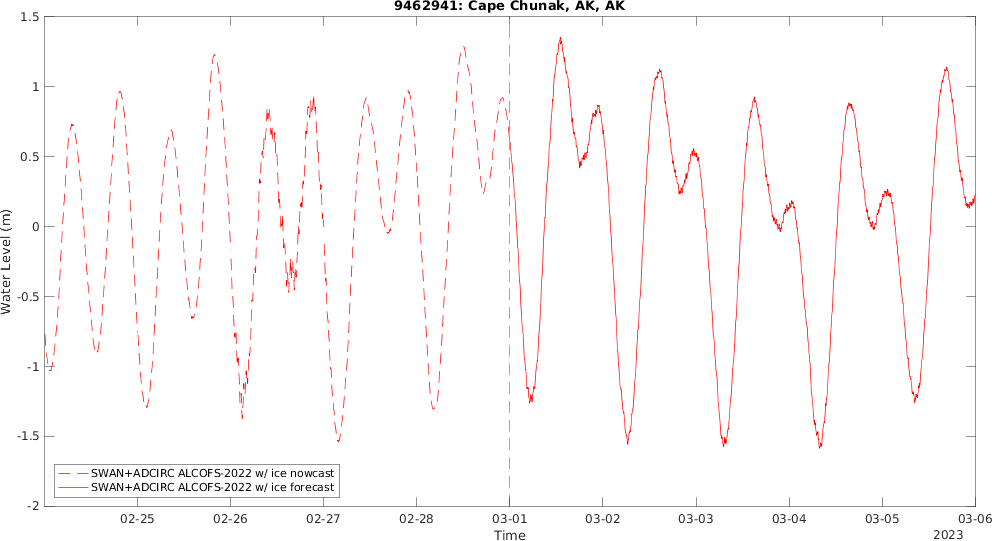 9462941: Cape Chunak, AK, AK
1.5
1
0.5
0
-0.5
-1
-1.5
-2
Water Level (m)
SWAN+ADCIRC ALCOFS-2022 w/ ice nowcast
SWAN+ADCIRC ALCOFS-2022 w/ ice forecast
02-25 02-26 02-27 02-28 03-01 03-02 03-03 03-04 03-05 03-06
Time
2023